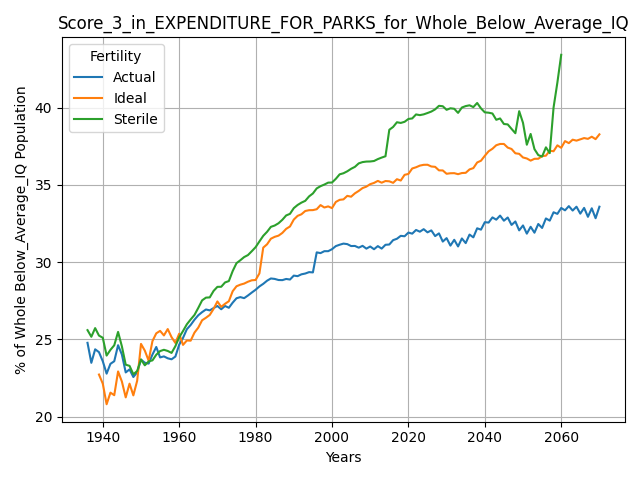 Score_3_in_EXPENDITURE_FOR_PARKS_for_Whole_Below_Average_IQ
Fertility
Actual
Ideal
Sterile
% of Whole Below_Average_IQ Population
40
35
30
25
20
1940
1960
1980
2000
2020
2040
2060
Years